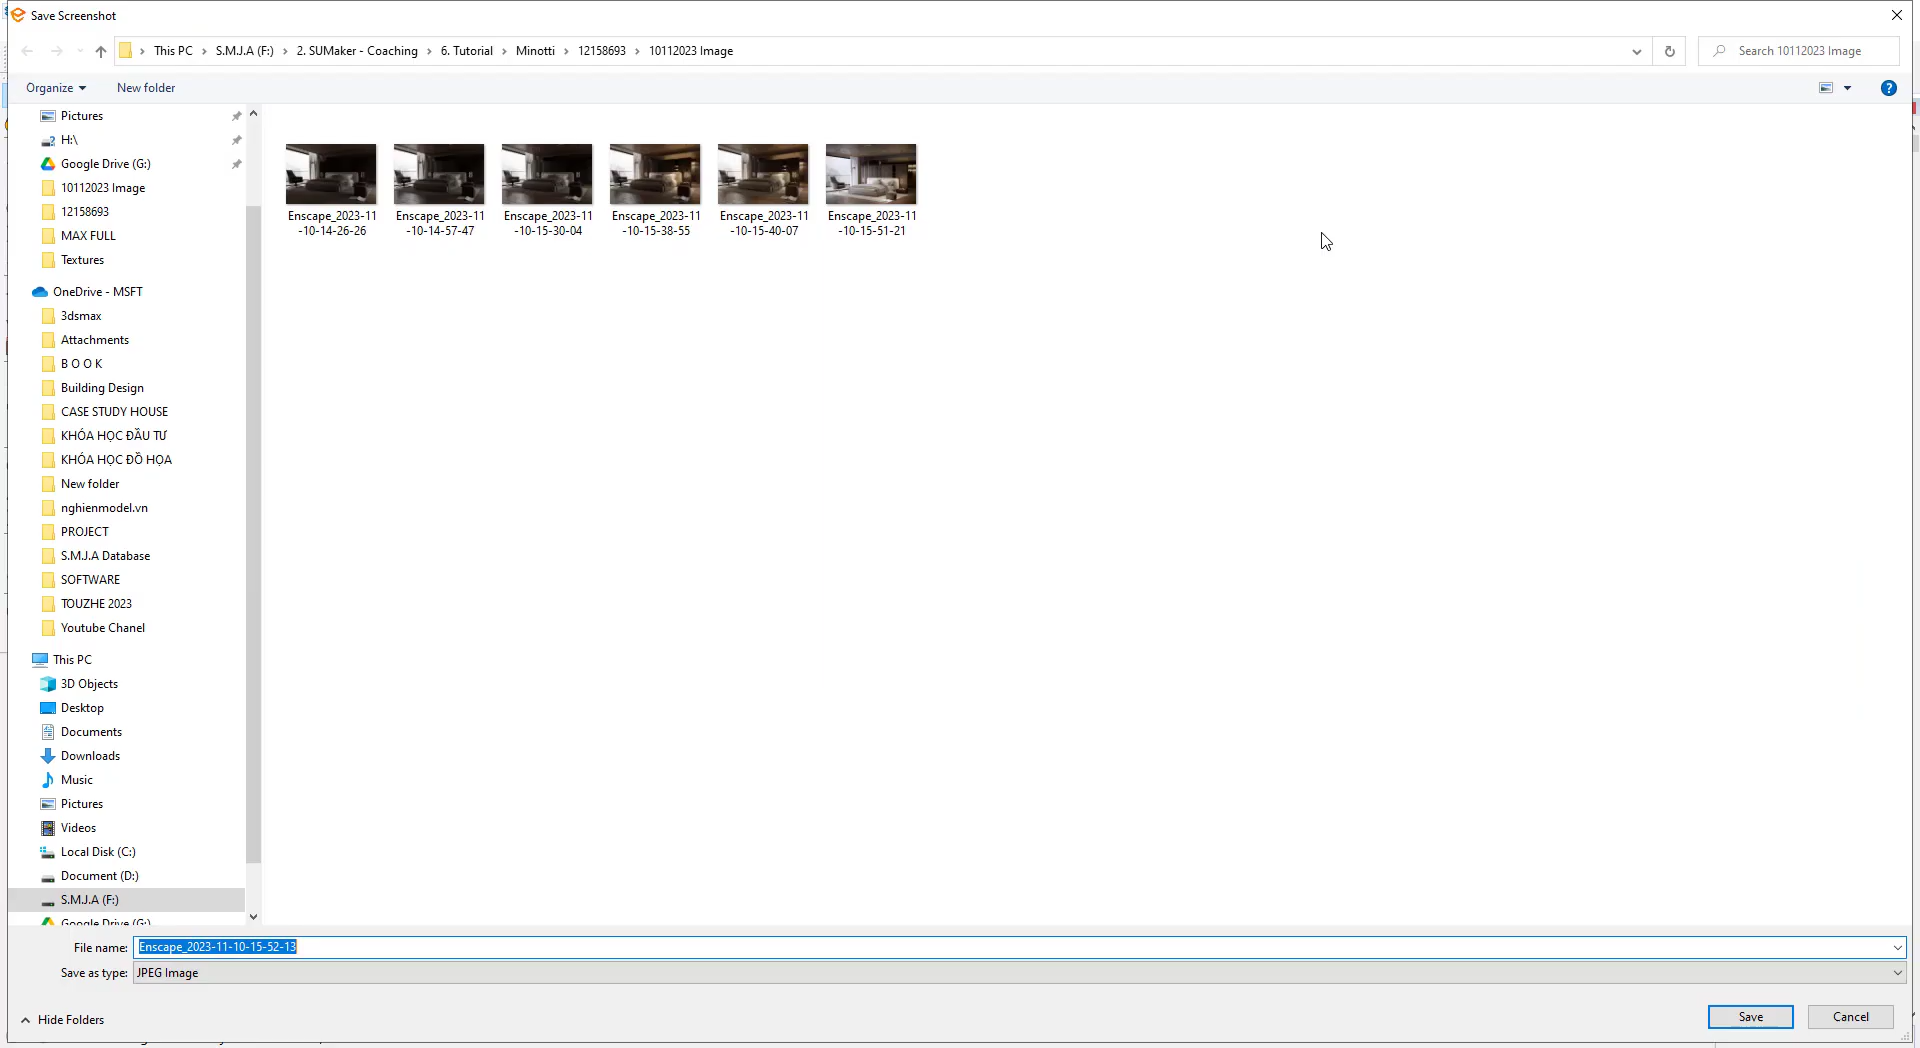 Save Screenshot
This PC
S.M.J.A (F:)
2. SUMaker - Coaching
6. Tutorial
Minotti
12158693
10112023 Image
Search 10112023 Image
Organize
New folder
Pictures
H:\
Google Drive (G:)
10112023 Image
12158693
MAX FULL
Textures
OneDrive - MSFT
3dsmax
Attachments
B O O K
Building Design
CASE STUDY HOUSE
KHÓA HỌC ĐẦU TƯ
KHÓA HỌC ĐỒ HỌA
New folder
nghienmodel.vn
PROJECT
S.M.J.A Database
SOFTWARE
TOUZHE 2023
Youtube Chanel
This PC
3D Objects
Desktop
Documents
Downloads
Music
Pictures
Videos
Local Disk (C:)
Document (D:)
S.M.J.A (F:)
Google Drive (G:)
Enscape_2023-11
-10-14-26-26
Enscape_2023-11
-10-14-57-47
Enscape_2023-11
-10-15-30-04
Enscape_2023-11
-10-15-38-55
Enscape_2023-11
-10-15-40-07
Enscape_2023-11
-10-15-51-21
File name: Enscape_2023-11-10-15-52-13
Save as type: JPEG Image
Hide Folders
Save
Cancel